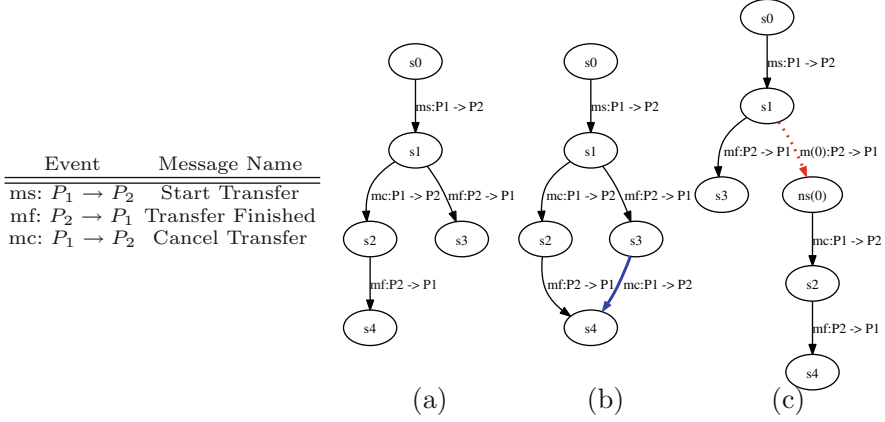 Event Message Name
ms: P1 → P2 Start Transfer
mf: P2 → P1 Transfer Finished
mc: P1 → P2 Cancel Transfer
s0
ms:P1 -> P2
s1
mc:P1 -> P2
mf:P2 -> P1
s2
s3
mf:P2 -> P1
s4
(a)
s0
ms:P1 -> P2
s1
mc:P1 -> P2
mf:P2 -> P1
s2
s3
mf:P2 -> P1
mc:P1 -> P2
s4
(b)
s0
ms:P1 -> P2
s1
mf:P2 -> P1
m(0):P2 -> P1
s3
ns(0)
mc:P1 -> P2
s2
mf:P2 -> P1
s4
(c)